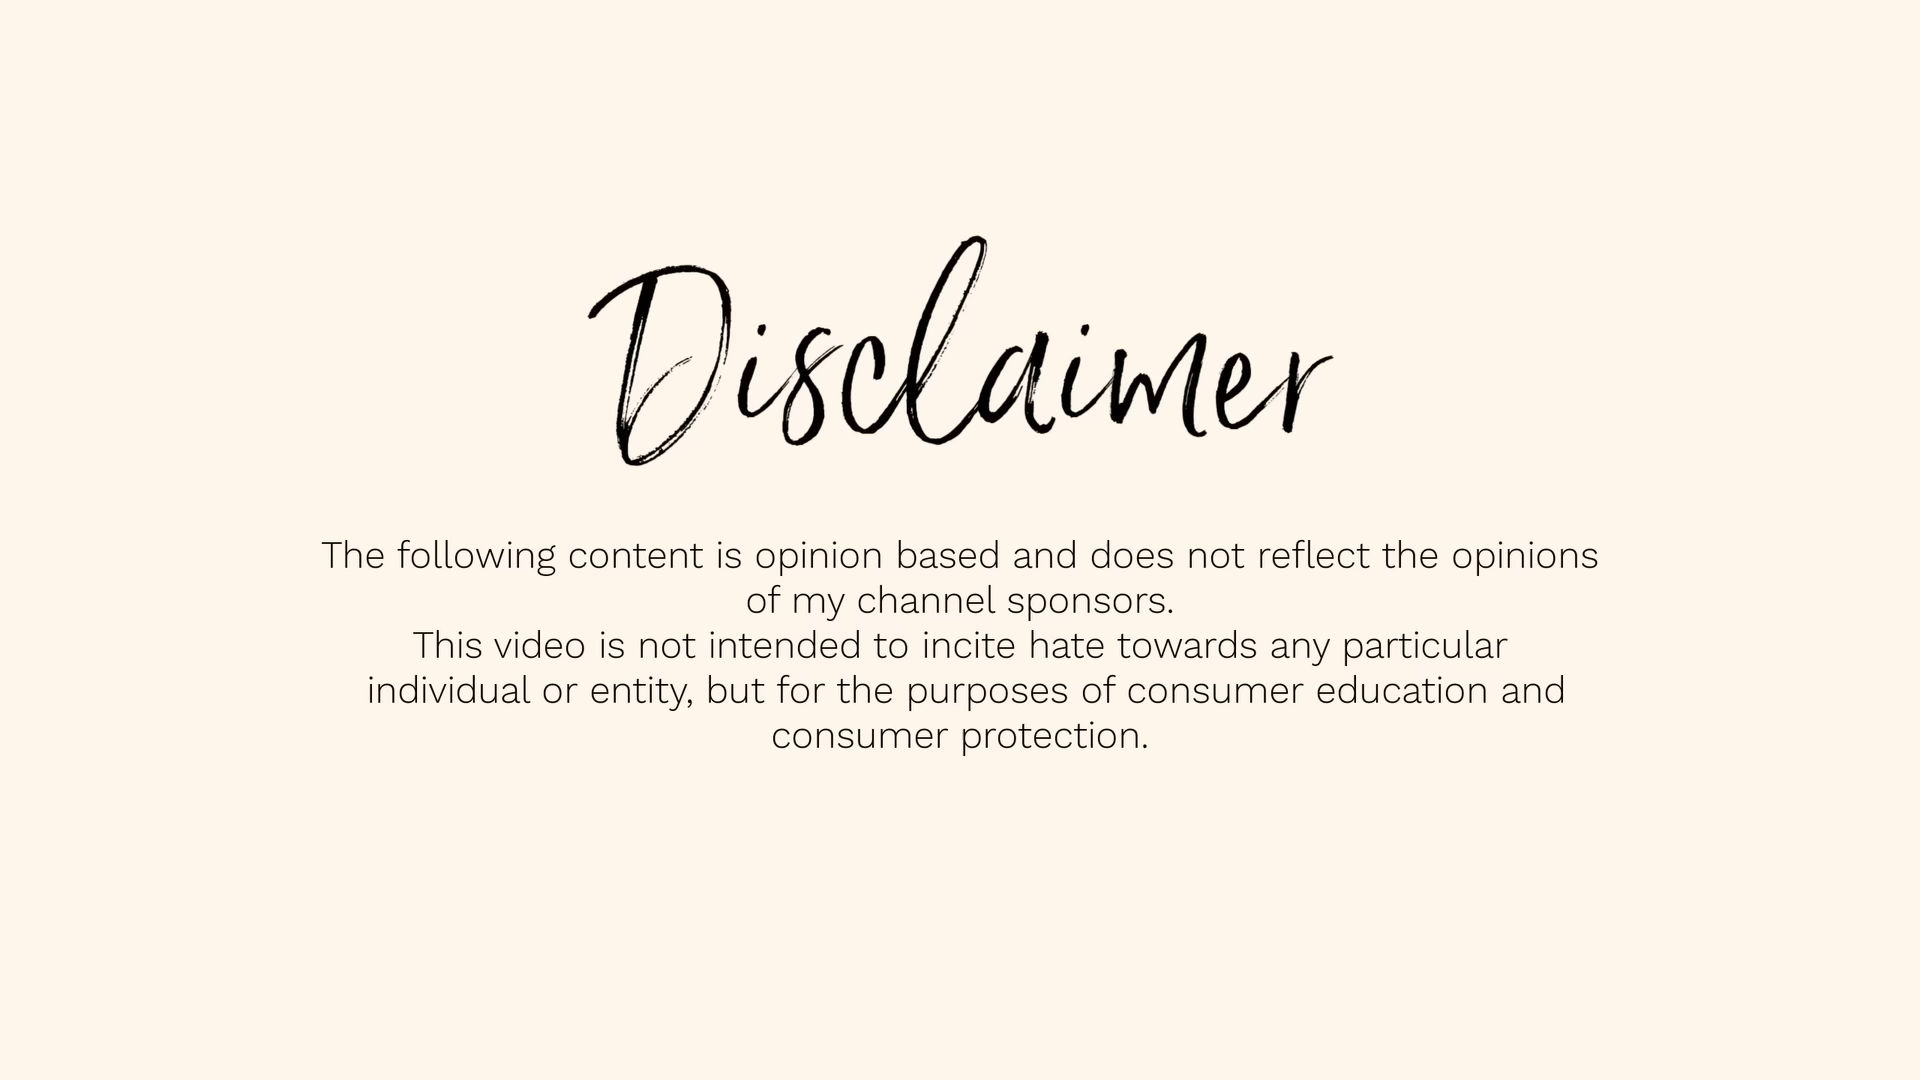 Disclaimer
The following content is opinion based and does not reflect the opinions
of my channel sponsors.
This video is not intended to incite hate towards any particular
individual or entity, but for the purposes of consumer education and
consumer protection.